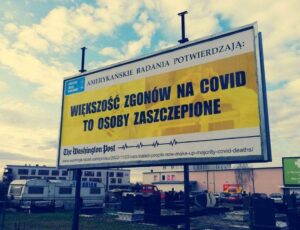 AMERYKAŃSKIE BADANIA POTWIERDZAJĄ:
WIĘKSZOŚĆ ZGONÓW NA COVID
TO OSOBY ZASZCZEPIONE
The Washington Post